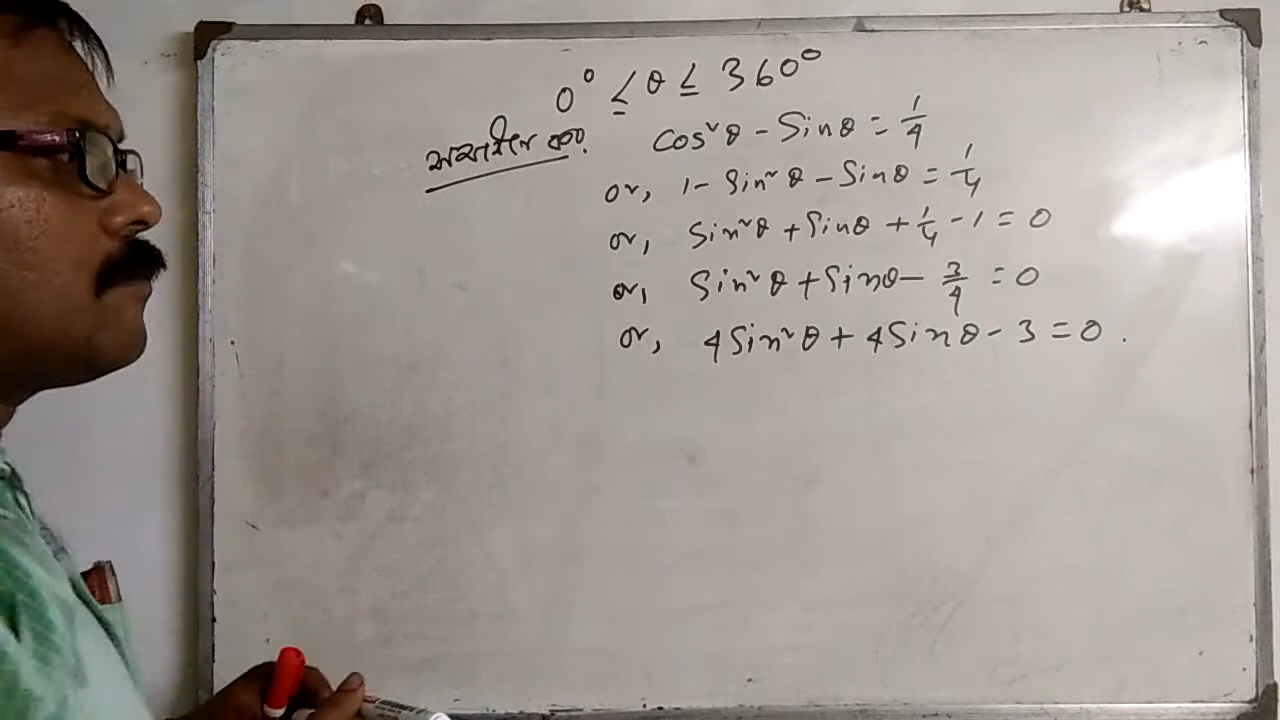 0° ≤ θ ≤ 360°
সমাধান কর. cos²θ - Sinθ = 1/4
or, 1 - Sin²θ - Sinθ = 1/4
or, Sin²θ + Sinθ + 1/4 - 1 = 0
or, Sin²θ + Sinθ - 3/4 = 0
or, 4Sin²θ + 4Sinθ - 3 = 0.